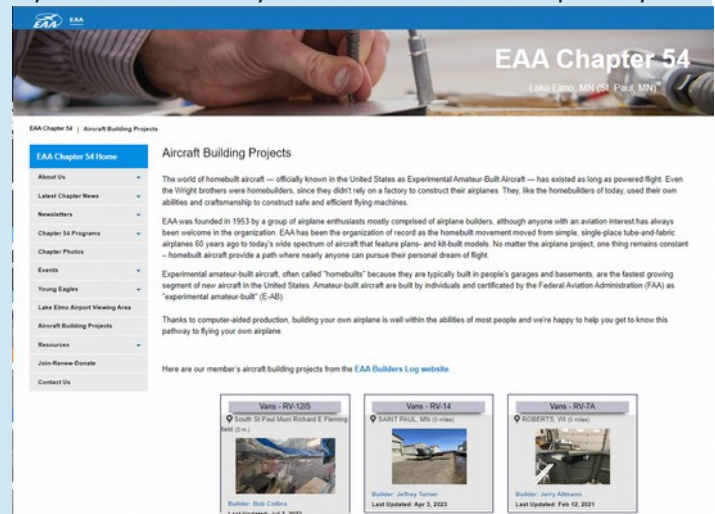 EAA EAA
EAA Chapter 54
Lake Elmo, MN (St. Paul, MN)
EAA Chapter 54 | Aircraft Building Projects
EAA Chapter 54 Home
About Us
Latest Chapter News
Newsletters
Chapter 54 Programs
Chapter Photos
Events
Young Eagles
Lake Elmo Airport Viewing Area
Aircraft Building Projects
Resources
Join-Renew-Donate
Contact Us
Aircraft Building Projects
The world of homebuilt aircraft — officially known in the United States as Experimental Amateur-Built Aircraft — has existed as long as powered flight. Even
the Wright brothers were homebuilders, since they didn't rely on a factory to construct their airplanes. They, like the homebuilders of today, used their own
abilities and craftsmanship to construct safe and efficient flying machines.
EAA was founded in 1953 by a group of airplane enthusiasts mostly comprised of airplane builders, although anyone with an aviation interest has always
been welcome in the organization. EAA has been the organization of record as the homebuilt movement moved from simple, single-place tube-and-fabric
airplanes 60 years ago to today's wide spectrum of aircraft that feature plans- and kit-built models. No matter the airplane project, one thing remains constant
– homebuilt aircraft provide a path where nearly anyone can pursue their personal dream of flight.
Experimental amateur-built aircraft, often called "homebuilts" because they are typically built in people's garages and basements, are the fastest growing
segment of new aircraft in the United States. Amateur-built aircraft are built by individuals and certificated by the Federal Aviation Administration (FAA) as
"experimental amateur-built" (E-AB).
Thanks to computer-aided production, building your own airplane is well within the abilities of most people and we're happy to help you get to know this
pathway to flying your own airplane.
Here are our member's aircraft building projects from the EAA Builders Log website.
Vans - RV-12IS
South St Paul Muni Richard E Fleming
field (0 m.)
Builder: Bob Collins
Last Updated: Jul 3, 2022
Vans - RV-14
SAINT PAUL, MN (0 miles)
Builder: Jeffrey Turner
Last Updated: Apr 3, 2023
Vans - RV-7A
ROBERTS, WI (0 miles)
Builder: Jerry Altmann
Last Updated: Feb 12, 2021